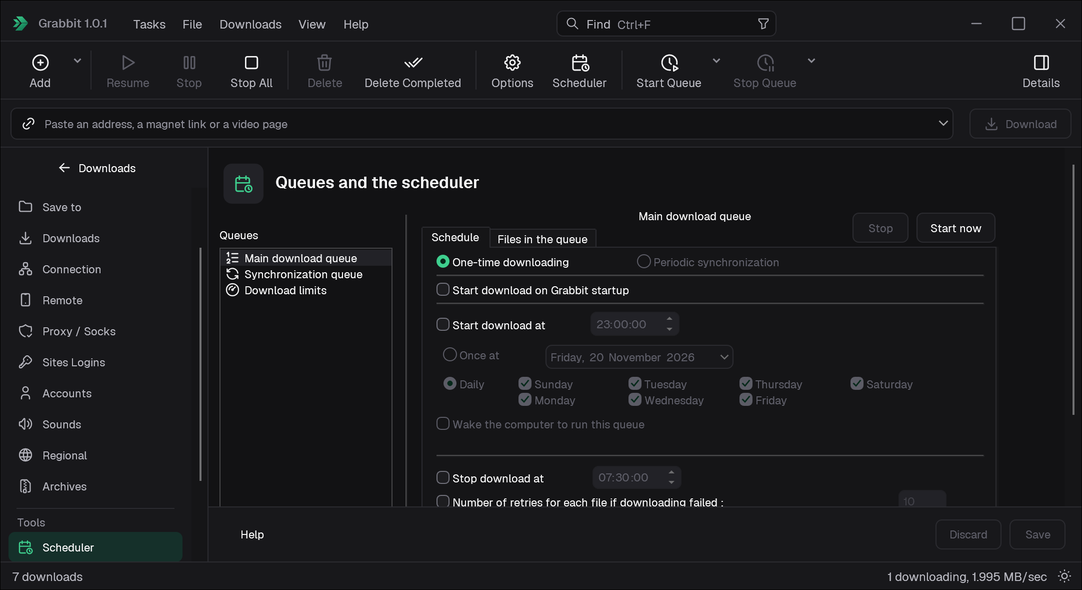 Grabbit 1.0.1
Tasks
File
Downloads
View
Help
Find Ctrl+F
Add
Resume
Stop
Stop All
Delete
Delete Completed
Options
Scheduler
Start Queue
Stop Queue
Details
Paste an address, a magnet link or a video page
Download
Downloads
Save to
Downloads
Connection
Remote
Proxy / Socks
Sites Logins
Accounts
Sounds
Regional
Archives
Tools
Scheduler
Queues and the scheduler
Queues
Main download queue
Synchronization queue
Download limits
Main download queue
Stop
Start now
Schedule
Files in the queue
One-time downloading
Periodic synchronization
Start download on Grabbit startup
Start download at
23:00:00
Once at
Friday, 20 November 2026
Daily
Sunday
Tuesday
Thursday
Saturday
Monday
Wednesday
Friday
Wake the computer to run this queue
Stop download at
07:30:00
Number of retries for each file if downloading failed :
10
Help
Discard
Save
7 downloads
1 downloading, 1.995 MB/sec